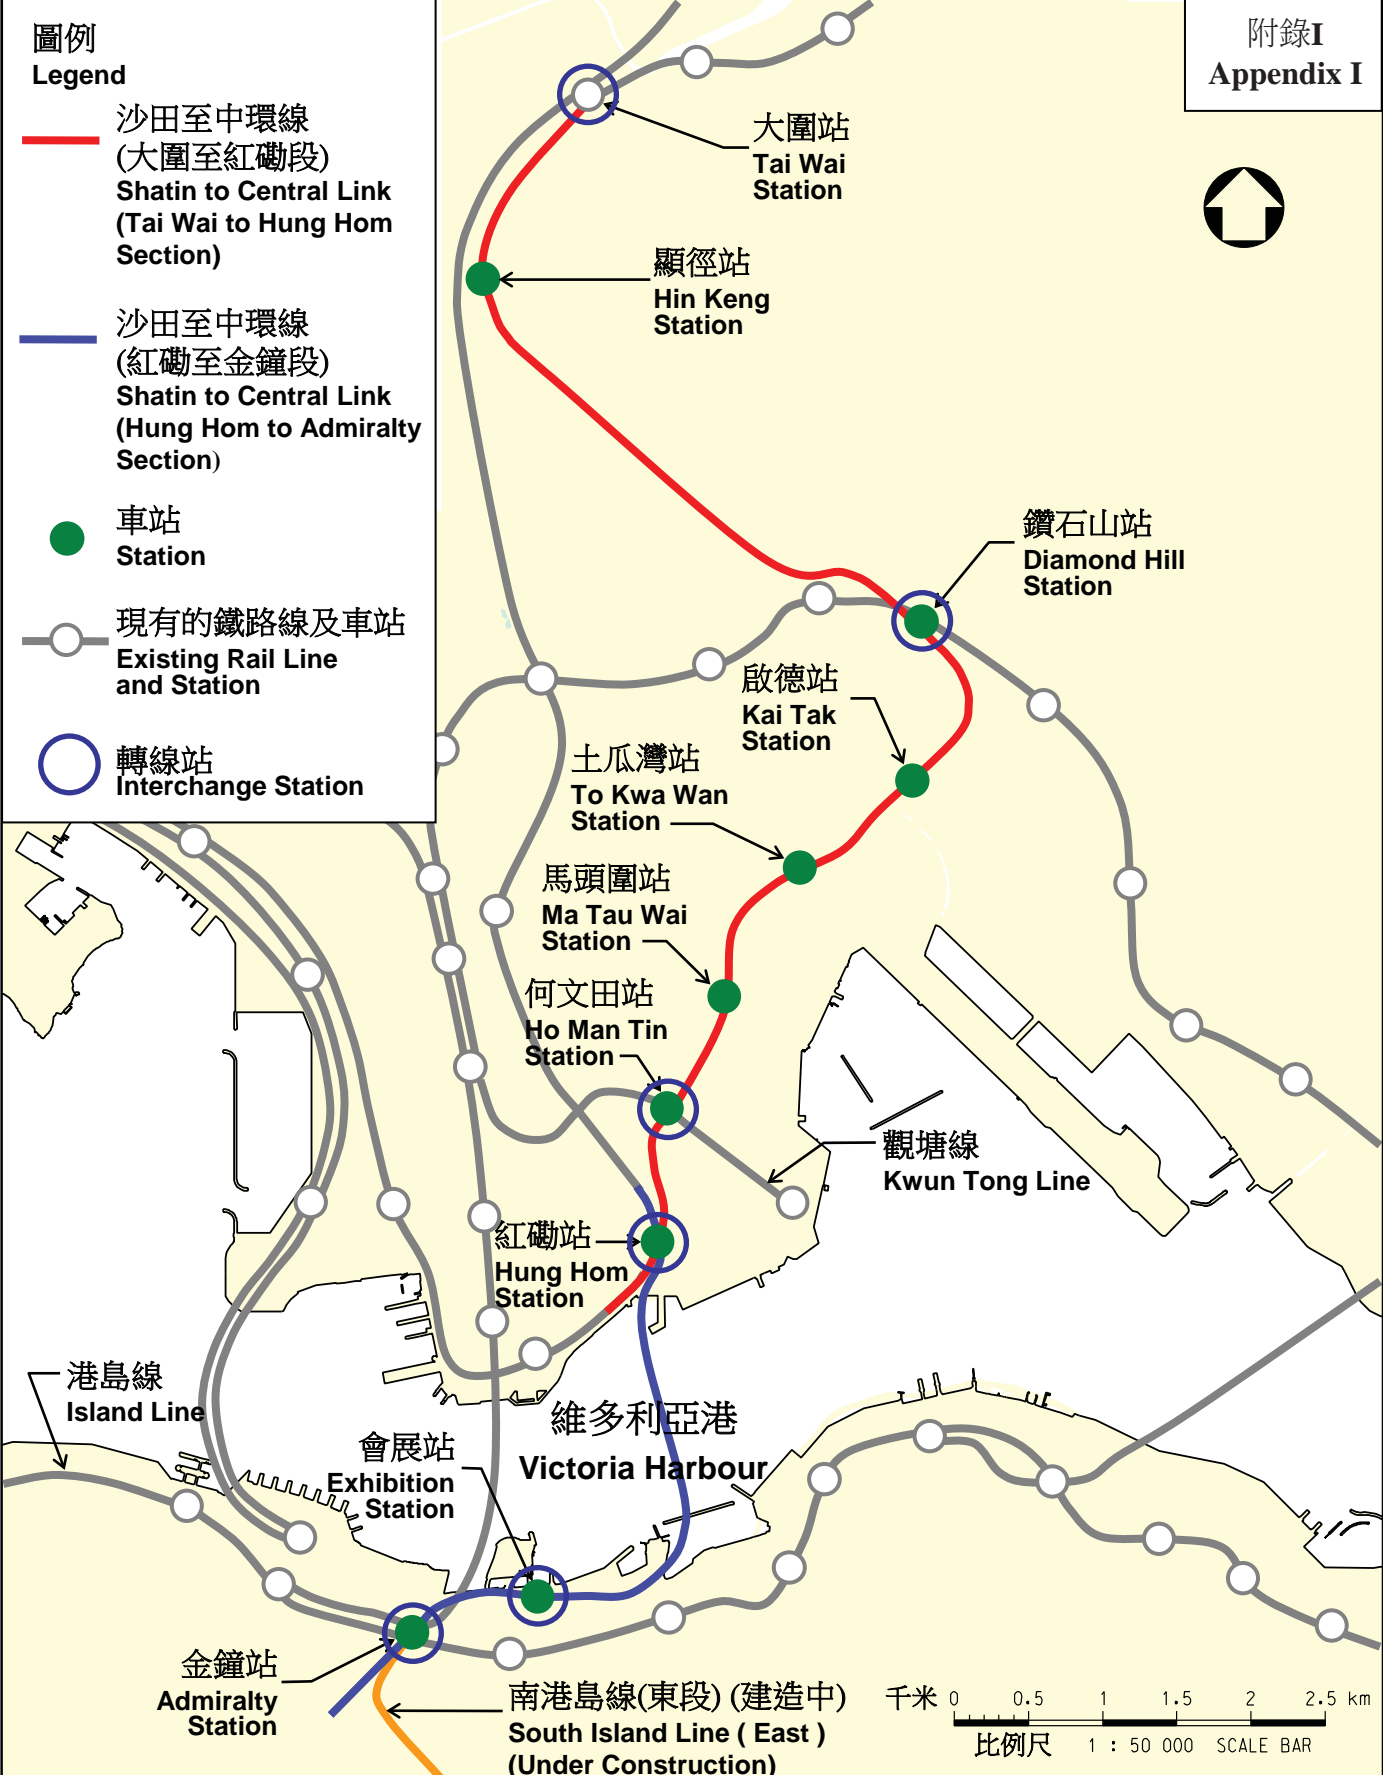 圖例
Legend
沙田至中環線
(大圍至紅磡段)
Shatin to Central Link
(Tai Wai to Hung Hom
Section)
沙田至中環線
(紅磡至金鐘段)
Shatin to Central Link
(Hung Hom to Admiralty
Section)
車站
Station
現有的鐵路線及車站
Existing Rail Line
and Station
轉線站
Interchange Station
附錄I
Appendix I
大圍站
Tai Wai
Station
顯徑站
Hin Keng
Station
鑽石山站
Diamond Hill
Station
啟德站
Kai Tak
Station
土瓜灣站
To Kwa Wan
Station
馬頭圍站
Ma Tau Wai
Station
何文田站
Ho Man Tin
Station
觀塘線
Kwun Tong Line
紅磡站
Hung Hom
Station
港島線
Island Line
維多利亞港
Victoria Harbour
會展站
Exhibition
Station
金鐘站
Admiralty
Station
南港島線(東段) (建造中)
South Island Line ( East )
(Under Construction)
千米 0 0.5 1 1.5 2 2.5 km
比例尺 1 : 50 000 SCALE BAR